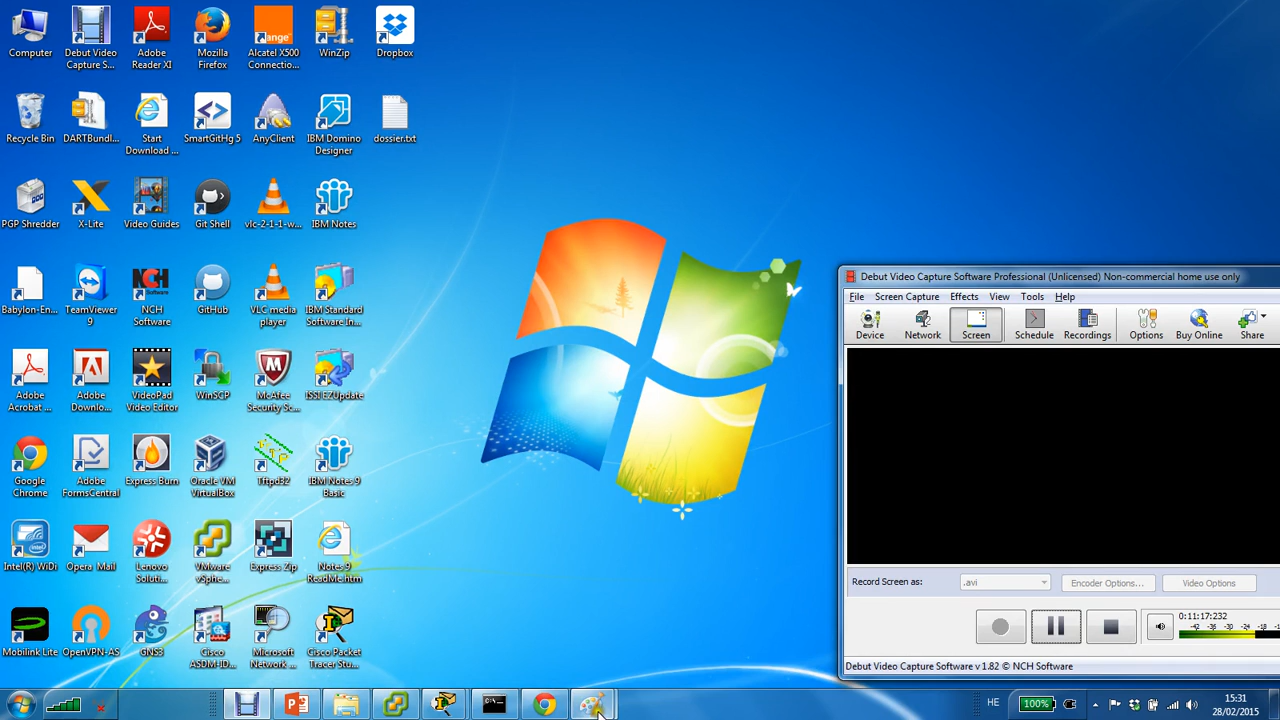 Computer
Debut Video
Capture S...
Adobe
Reader XI
Mozilla
Firefox
Alcatel X500
Connectio...
WinZip
Dropbox
Recycle Bin
DARTBundl...
Start
Download ...
SmartGitHg 5
AnyClient
IBM Domino
Designer
dossier.txt
PGP Shredder
X-Lite
Video Guides
Git Shell
vlc-2-1-1-w...
IBM Notes
Babylon-En...
TeamViewer
9
NCH
Software
GitHub
VLC media
player
IBM Standard
Software In...
Adobe
Acrobat ...
Adobe
Downlo...
VideoPad
Video Editor
WinSCP
McAfee
Security Sc...
ISSI EZUpdate
Google
Chrome
Adobe
FormsCentral
Express Burn
Oracle VM
VirtualBox
Tftpd32
IBM Notes 9
Basic
Intel(R) WiDi
Opera Mail
Lenovo
Soluti...
VMware
vSphe...
Express Zip
Notes 9
ReadMe.htm
Mobilink Lite
OpenVPN-AS
GNS3
Cisco
ASDM-ID...
Microsoft
Network ...
Cisco Packet
Tracer Stu...
Debut Video Capture Software Professional (Unlicensed) Non-commercial home use only
File Screen Capture Effects View Tools Help
Device Network Screen Schedule Recordings Options Buy Online Share
Record Screen as: .avi Encoder Options... Video Options
0:11:17:232
-42 -36 -30 -24 -18
Debut Video Capture Software v 1.82 © NCH Software
HE 100% 15:31
28/02/2015